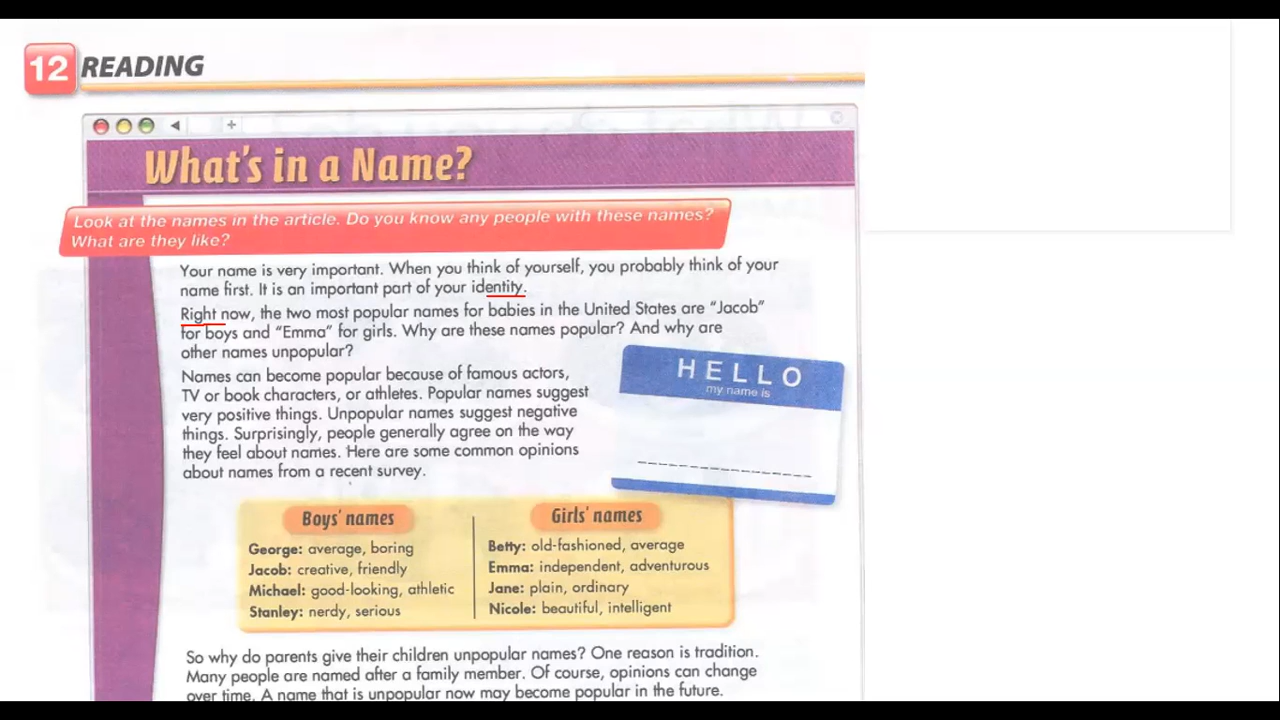 12 READING
What's in a Name?
Look at the names in the article. Do you know any people with these names?
What are they like?
Your name is very important. When you think of yourself, you probably think of your
name first. It is an important part of your identity.
Right now, the two most popular names for babies in the United States are "Jacob"
for boys and "Emma" for girls. Why are these names popular? And why are
other names unpopular?
Names can become popular because of famous actors,
TV or book characters, or athletes. Popular names suggest
very positive things. Unpopular names suggest negative
things. Surprisingly, people generally agree on the way
they feel about names. Here are some common opinions
about names from a recent survey.
HELLO
my name is
Boys' names
George: average, boring
Jacob: creative, friendly
Michael: good-looking, athletic
Stanley: nerdy, serious
Girls' names
Betty: old-fashioned, average
Emma: independent, adventurous
Jane: plain, ordinary
Nicole: beautiful, intelligent
So why do parents give their children unpopular names? One reason is tradition.
Many people are named after a family member. Of course, opinions can change
over time. A name that is unpopular now may become popular in the future.